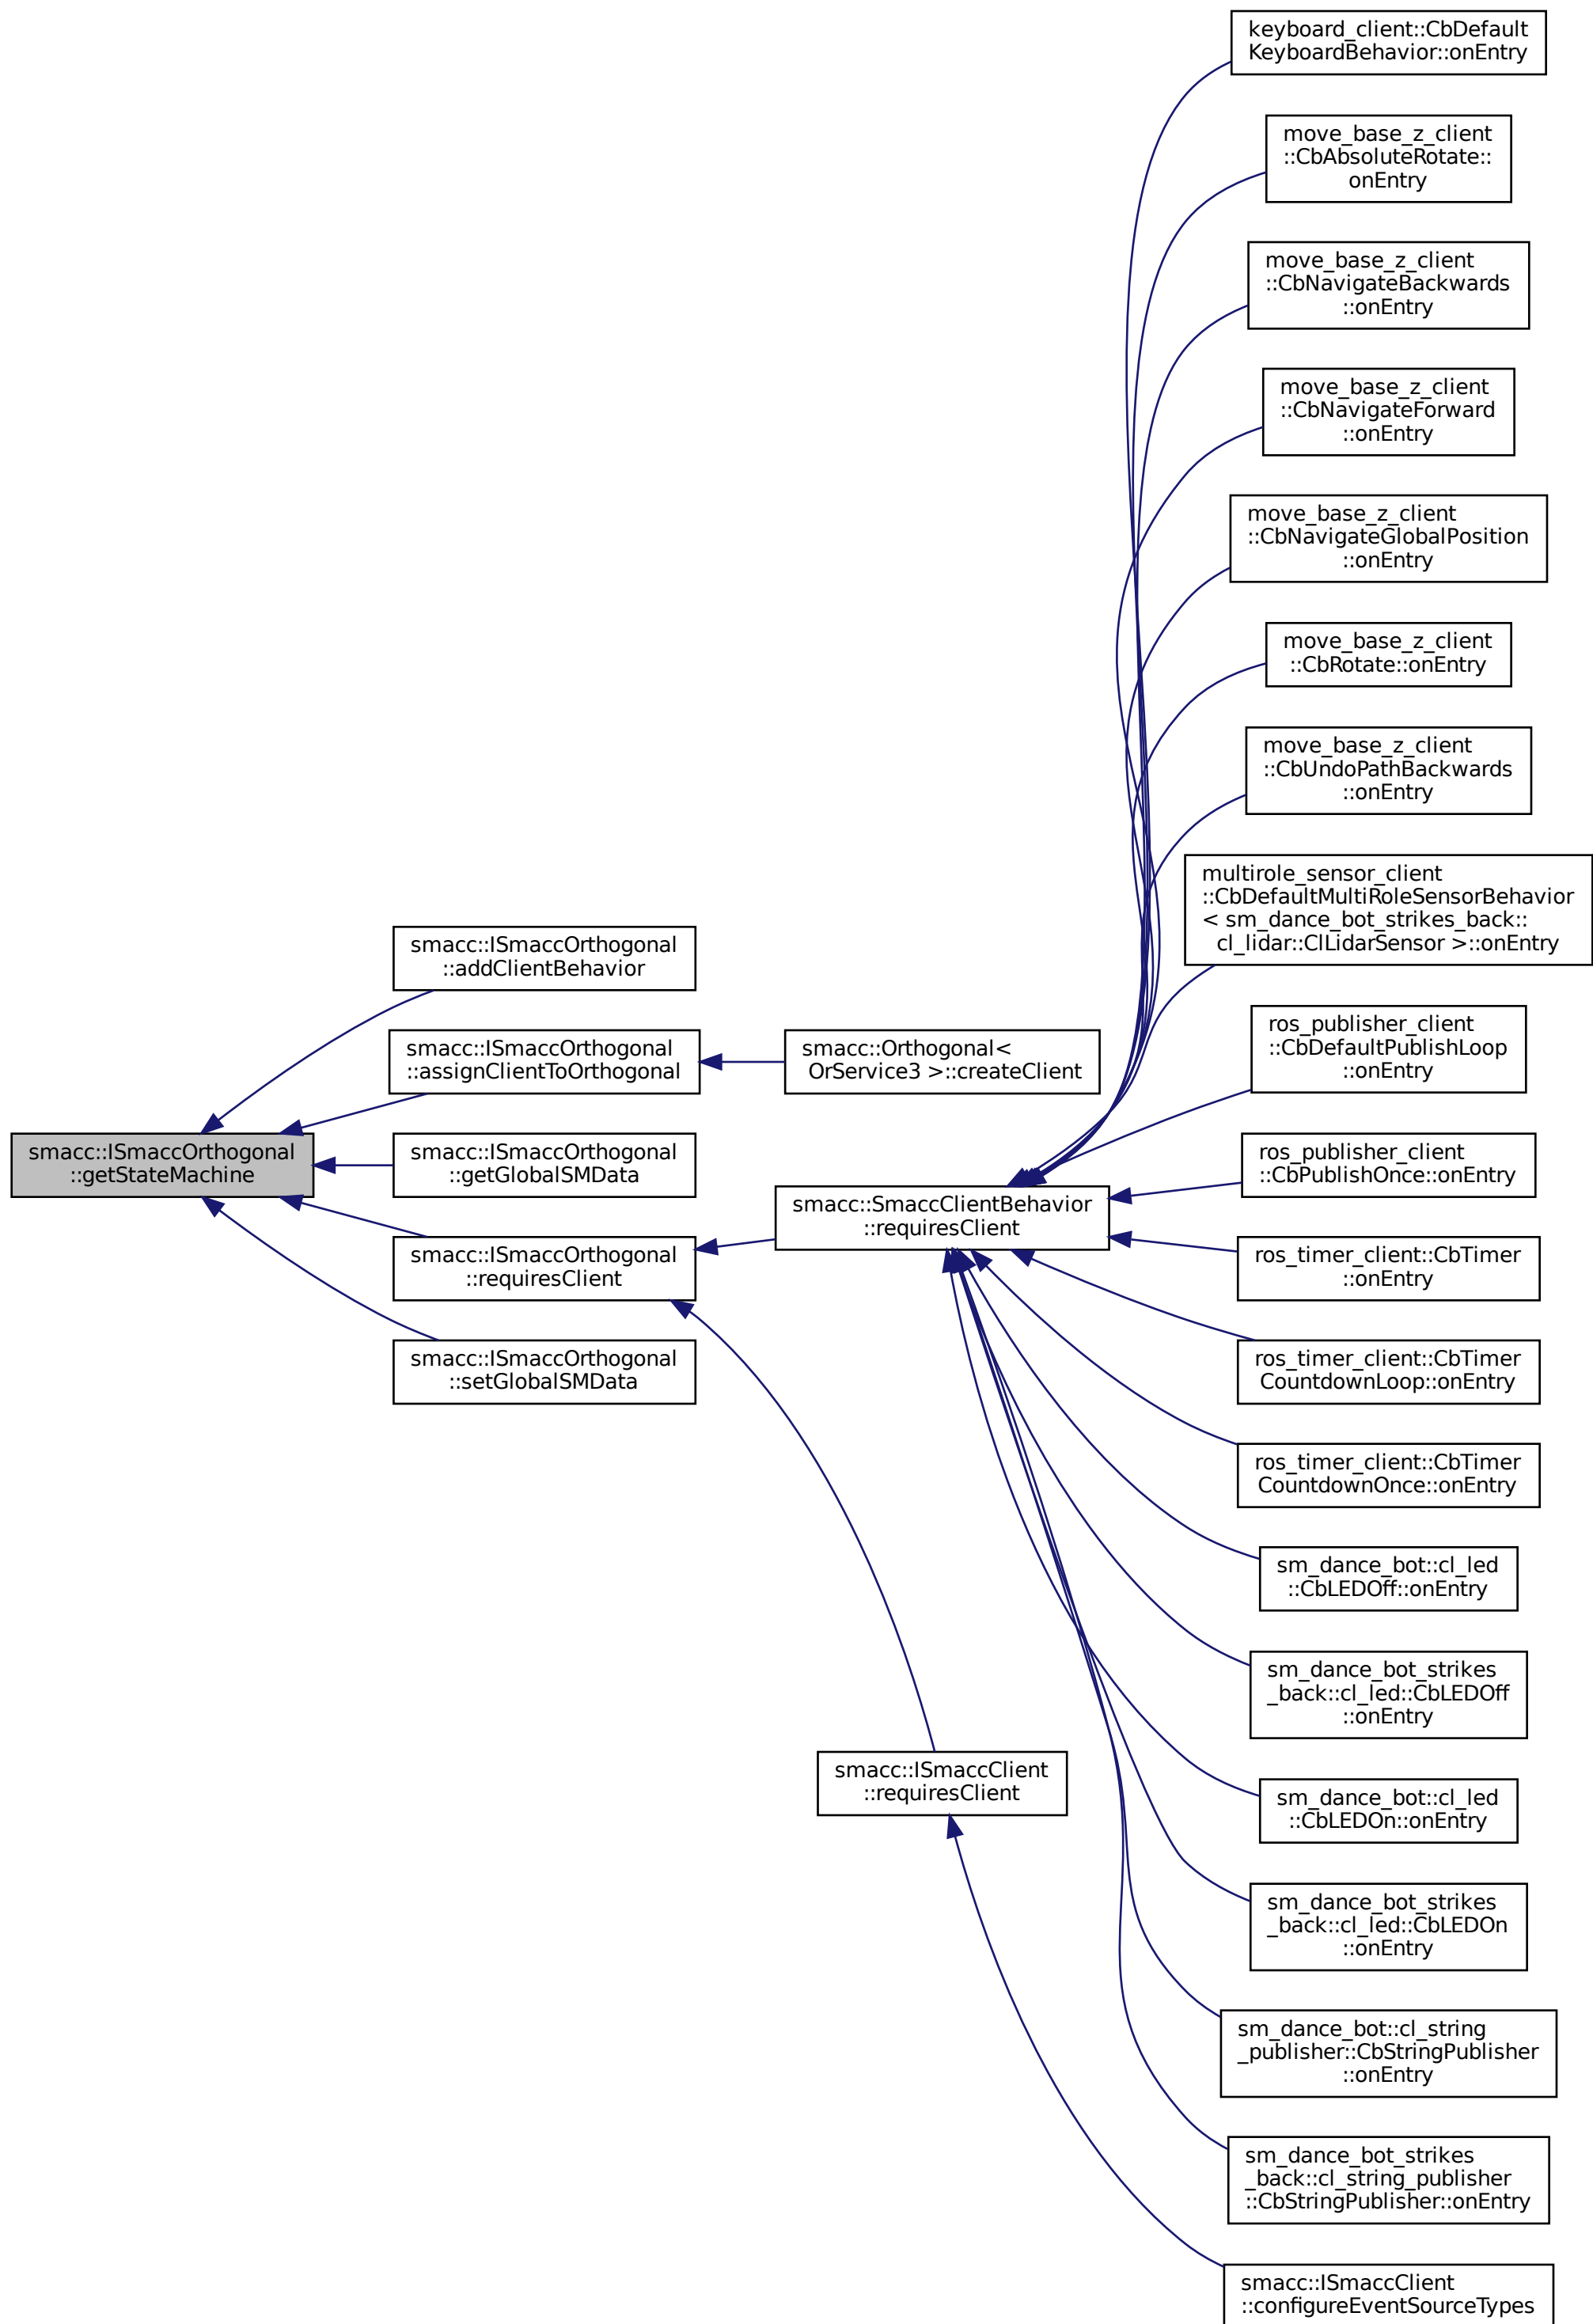 keyboard_client::CbDefault
KeyboardBehavior::onEntry
move_base_z_client
::CbAbsoluteRotate::
onEntry
move_base_z_client
::CbNavigateBackwards
::onEntry
move_base_z_client
::CbNavigateForward
::onEntry
move_base_z_client
::CbNavigateGlobalPosition
::onEntry
move_base_z_client
::CbRotate::onEntry
move_base_z_client
::CbUndoPathBackwards
::onEntry
multirole_sensor_client
::CbDefaultMultiRoleSensorBehavior
< sm_dance_bot_strikes_back::
cl_lidar::ClLidarSensor >::onEntry
smacc::ISmaccOrthogonal
::addClientBehavior
ros_publisher_client
::CbDefaultPublishLoop
::onEntry
smacc::ISmaccOrthogonal
::assignClientToOrthogonal
smacc::Orthogonal<
OrService3 >::createClient
smacc::ISmaccOrthogonal
::getStateMachine
smacc::ISmaccOrthogonal
::getGlobalSMData
ros_publisher_client
::CbPublishOnce::onEntry
smacc::SmaccClientBehavior
::requiresClient
smacc::ISmaccOrthogonal
::requiresClient
ros_timer_client::CbTimer
::onEntry
smacc::ISmaccOrthogonal
::setGlobalSMData
ros_timer_client::CbTimer
CountdownLoop::onEntry
ros_timer_client::CbTimer
CountdownOnce::onEntry
sm_dance_bot::cl_led
::CbLEDOff::onEntry
sm_dance_bot_strikes
_back::cl_led::CbLEDOff
::onEntry
smacc::ISmaccClient
::requiresClient
sm_dance_bot::cl_led
::CbLEDOn::onEntry
sm_dance_bot_strikes
_back::cl_led::CbLEDOn
::onEntry
sm_dance_bot::cl_string
_publisher::CbStringPublisher
::onEntry
sm_dance_bot_strikes
_back::cl_string_publisher
::CbStringPublisher::onEntry
smacc::ISmaccClient
::configureEventSourceTypes